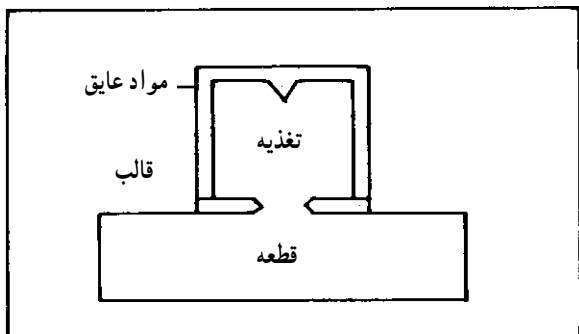 مواد عایق
تغذیه
قالب
قطعه